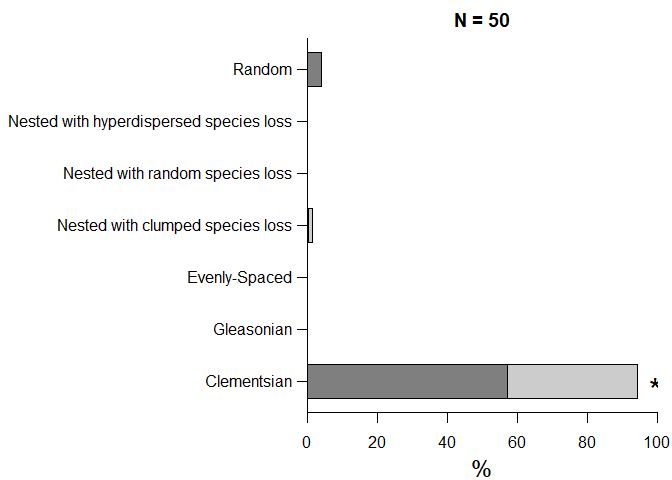 N = 50
Random
Nested with hyperdispersed species loss
Nested with random species loss
Nested with clumped species loss
Evenly-Spaced
Gleasonian
Clementsian *
0 20 40 60 80 100
%